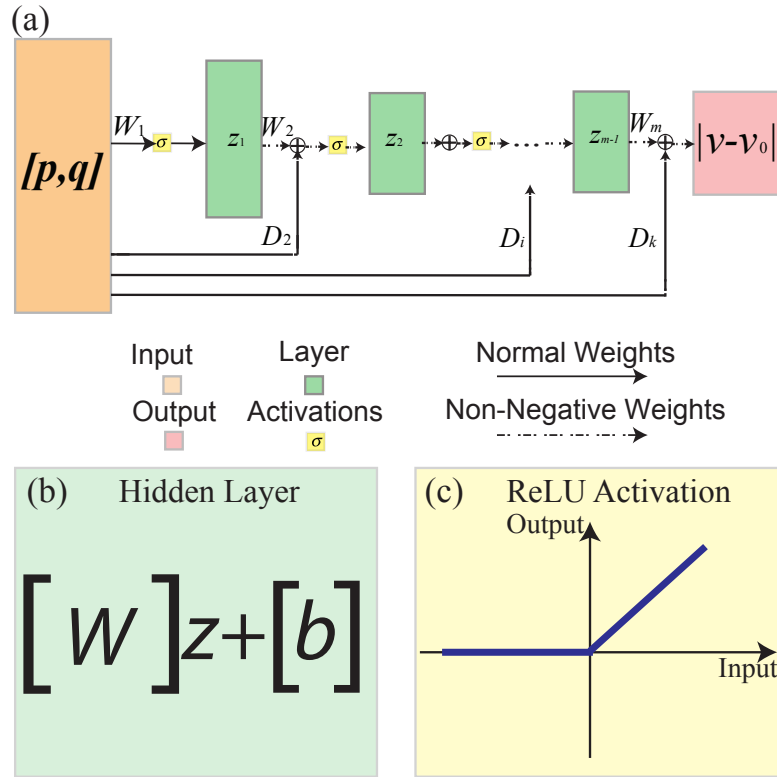 (a)
[p,q]
W1
σ
z1
W2
⊕
σ
z2
⊕
σ
....
zm-1
Wm
⊕
|v-v0|
D2
Di
Dk
Input
Layer
Normal Weights
Output
Activations
σ
Non-Negative Weights
(b) Hidden Layer
[W]z+[b]
(c) ReLU Activation
Output
Input